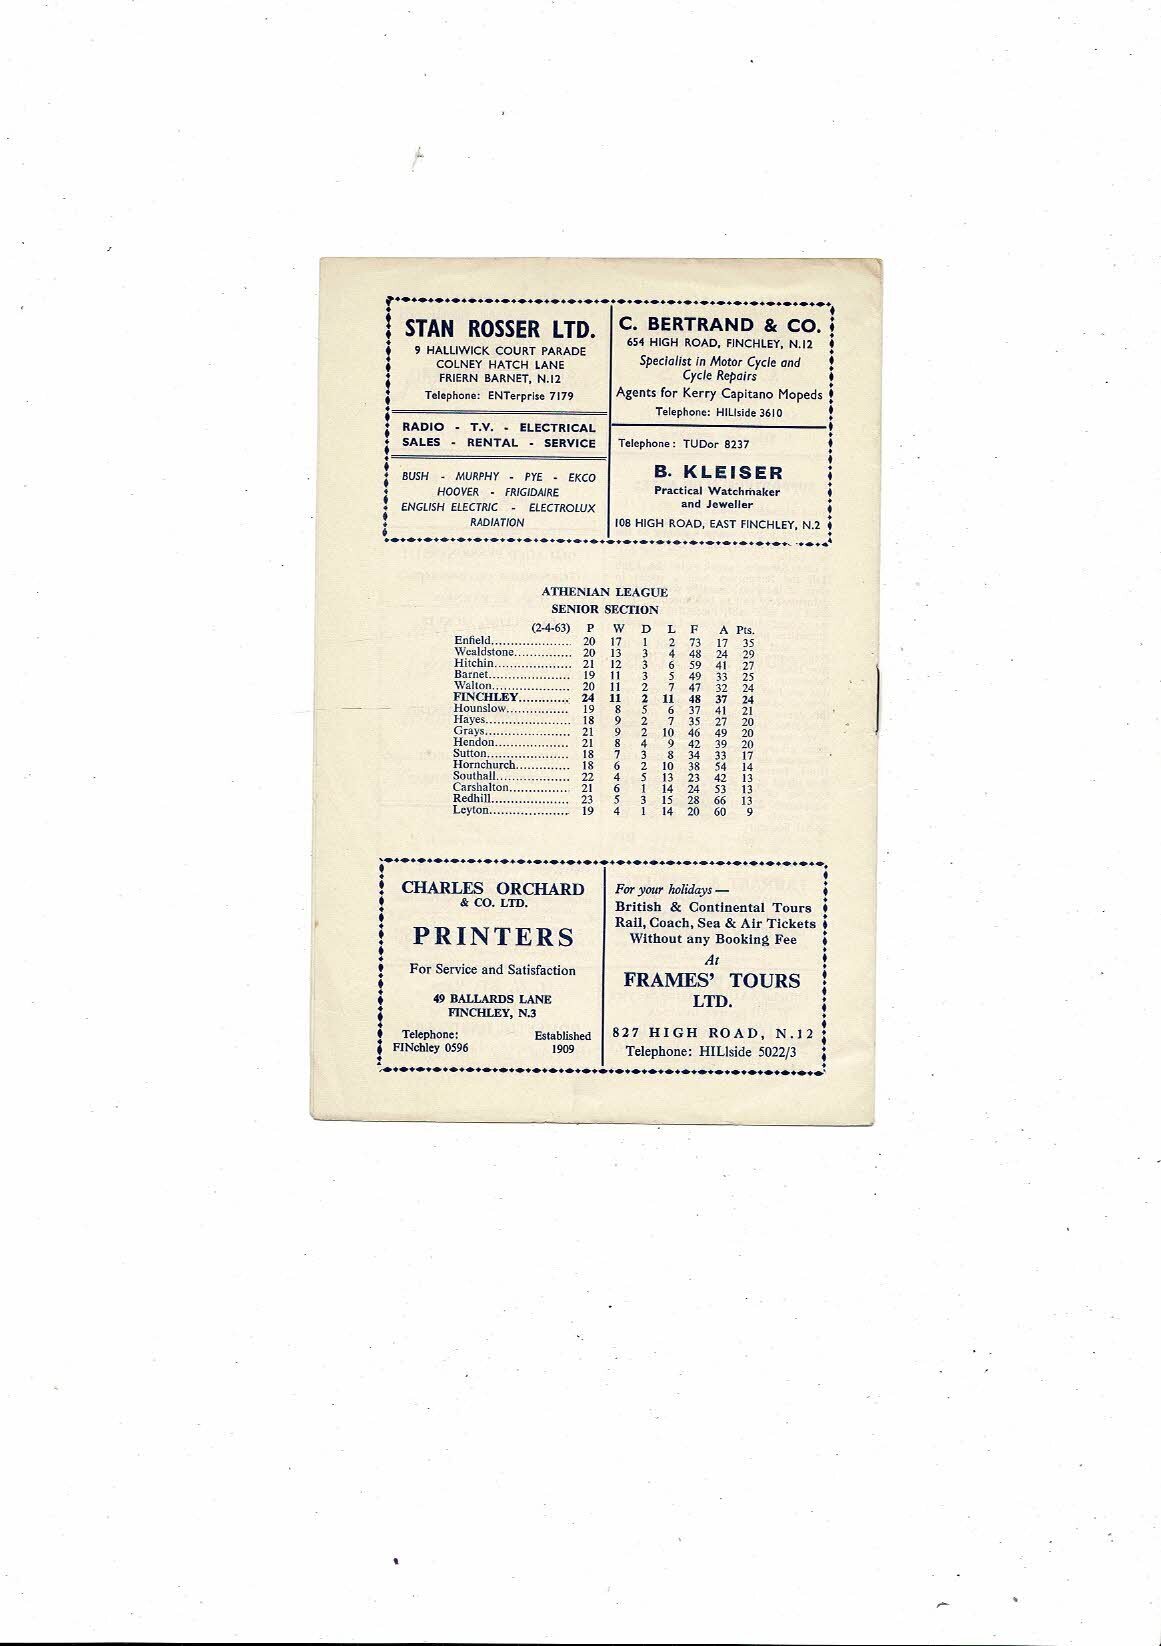 STAN ROSSER LTD.
9 HALLIWICK COURT PARADE
COLNEY HATCH LANE
FRIERN BARNET, N.12
Telephone: ENTerprise 7179
RADIO - T.V. - ELECTRICAL
SALES - RENTAL - SERVICE
BUSH - MURPHY - PYE - EKCO
HOOVER - FRIGIDAIRE
ENGLISH ELECTRIC - ELECTROLUX
RADIATION
C. BERTRAND & CO.
654 HIGH ROAD, FINCHLEY, N.12
Specialist in Motor Cycle and
Cycle Repairs
Agents for Kerry Capitano Mopeds
Telephone: HILlside 3610
Telephone: TUDor 8237
B. KLEISER
Practical Watchmaker
and Jeweller
108 HIGH ROAD, EAST FINCHLEY, N.2
ATHENIAN LEAGUE
SENIOR SECTION
(2-4-63) P W D L F A Pts.
Enfield.................... 20 17 1 2 73 17 35
Wealdstone............... 20 13 3 4 48 24 29
Hitchin.................... 21 12 3 6 59 41 27
Barnet..................... 19 11 3 5 49 33 25
Walton.................... 20 11 2 7 47 32 24
FINCHLEY............. 24 11 2 11 48 37 24
Hounslow................ 19 8 5 6 37 41 21
Hayes...................... 18 9 2 7 35 27 20
Grays...................... 21 9 2 10 46 49 20
Hendon................... 21 8 4 9 42 39 20
Sutton..................... 18 7 3 8 34 33 17
Hornchurch.............. 18 6 2 10 38 54 14
Southall................... 22 4 5 13 23 42 13
Carshalton................ 21 6 1 14 24 53 13
Redhill.................... 23 5 3 15 28 66 13
Leyton..................... 19 4 1 14 20 60 9
CHARLES ORCHARD
& CO. LTD.
PRINTERS
For Service and Satisfaction
49 BALLARDS LANE
FINCHLEY, N.3
Telephone: Established
FINchley 0596 1909
For your holidays —
British & Continental Tours
Rail, Coach, Sea & Air Tickets
Without any Booking Fee
At
FRAMES' TOURS
LTD.
827 HIGH ROAD, N.12
Telephone: HILlside 5022/3